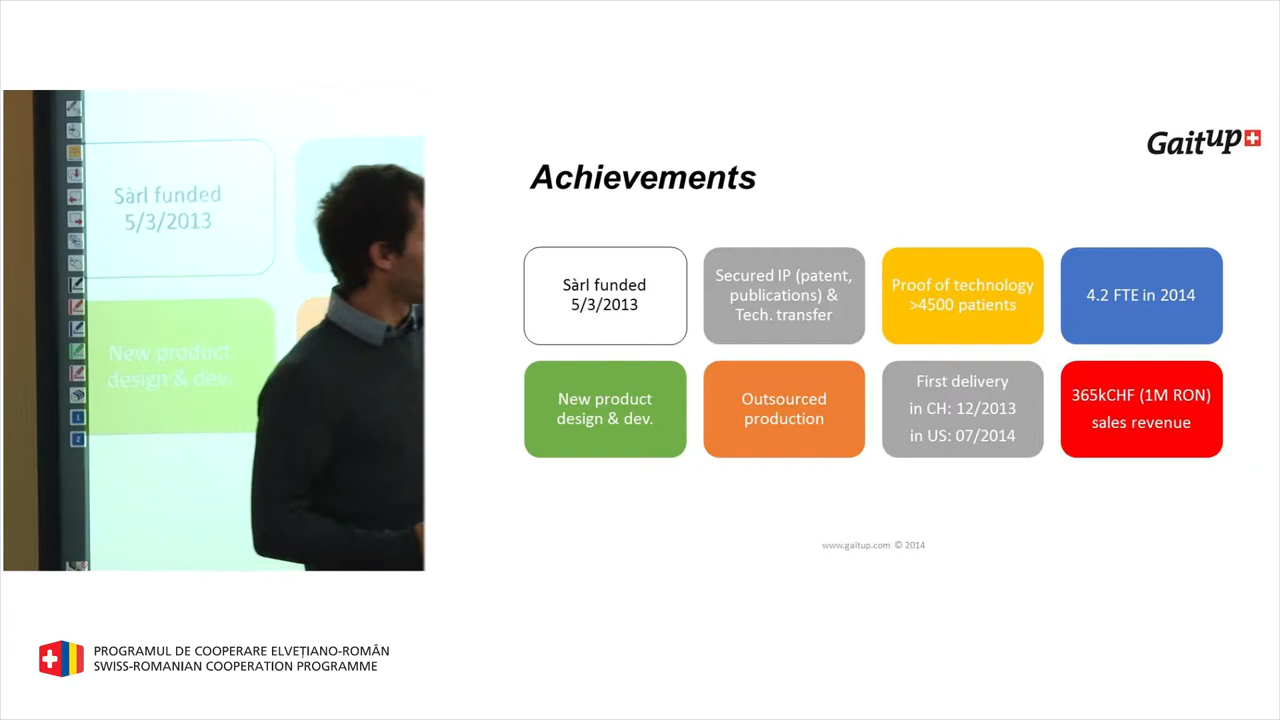 Sàrl funded
5/3/2013
New product
design & dev.
1
2
Gaitup
Achievements
Sàrl funded
5/3/2013
Secured IP (patent,
publications) &
Tech. transfer
Proof of technology
>4500 patients
4.2 FTE in 2014
New product
design & dev.
Outsourced
production
First delivery
in CH: 12/2013
in US: 07/2014
365kCHF (1M RON)
sales revenue
www.gaitup.com © 2014
PROGRAMUL DE COOPERARE ELVEȚIANO-ROMÂN
SWISS-ROMANIAN COOPERATION PROGRAMME